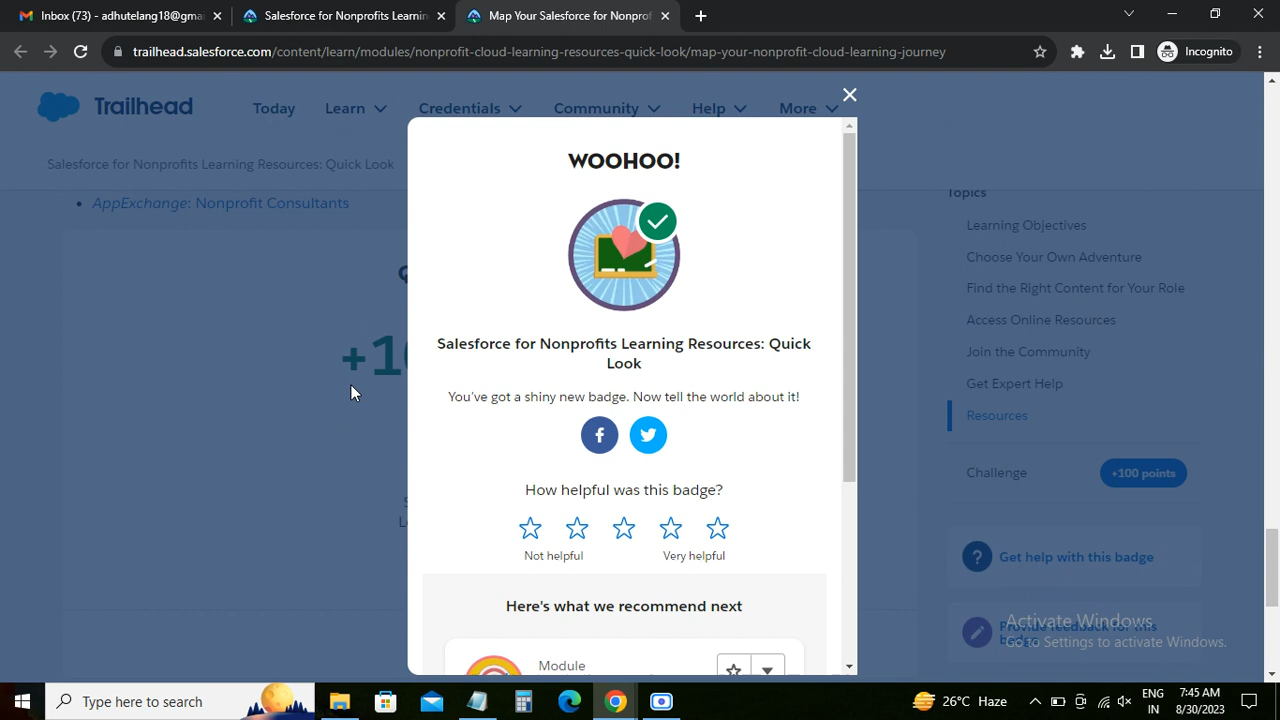 Inbox (73) - adhutelang18@gma
Salesforce for Nonprofits Learnin
Map Your Salesforce for Nonprof
trailhead.salesforce.com/content/learn/modules/nonprofit-cloud-learning-resources-quick-look/map-your-nonprofit-cloud-learning-journey
Incognito
Trailhead
Today
Learn
Credentials
Community
Help
More
Salesforce for Nonprofits Learning Resources: Quick Look
AppExchange: Nonprofit Consultants
WOOHOO!
Salesforce for Nonprofits Learning Resources: Quick
Look
You've got a shiny new badge. Now tell the world about it!
How helpful was this badge?
Not helpful
Very helpful
Here's what we recommend next
Module
Topics
Learning Objectives
Choose Your Own Adventure
Find the Right Content for Your Role
Access Online Resources
Join the Community
Get Expert Help
Resources
Challenge
+100 points
Get help with this badge
Provide feedback for this
badge
Activate Windows
Go to Settings to activate Windows.
Type here to search
26°C Haze
ENG
IN
7:45 AM
8/30/2023